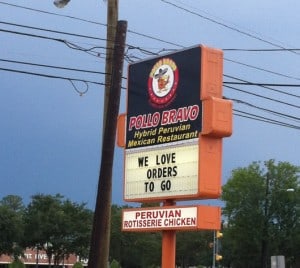 POLLO BRAVO
Hybrid Peruvian
Mexican Restaurant
WE LOVE
ORDERS
TO GO
PERUVIAN
ROTISSERIE CHICKEN